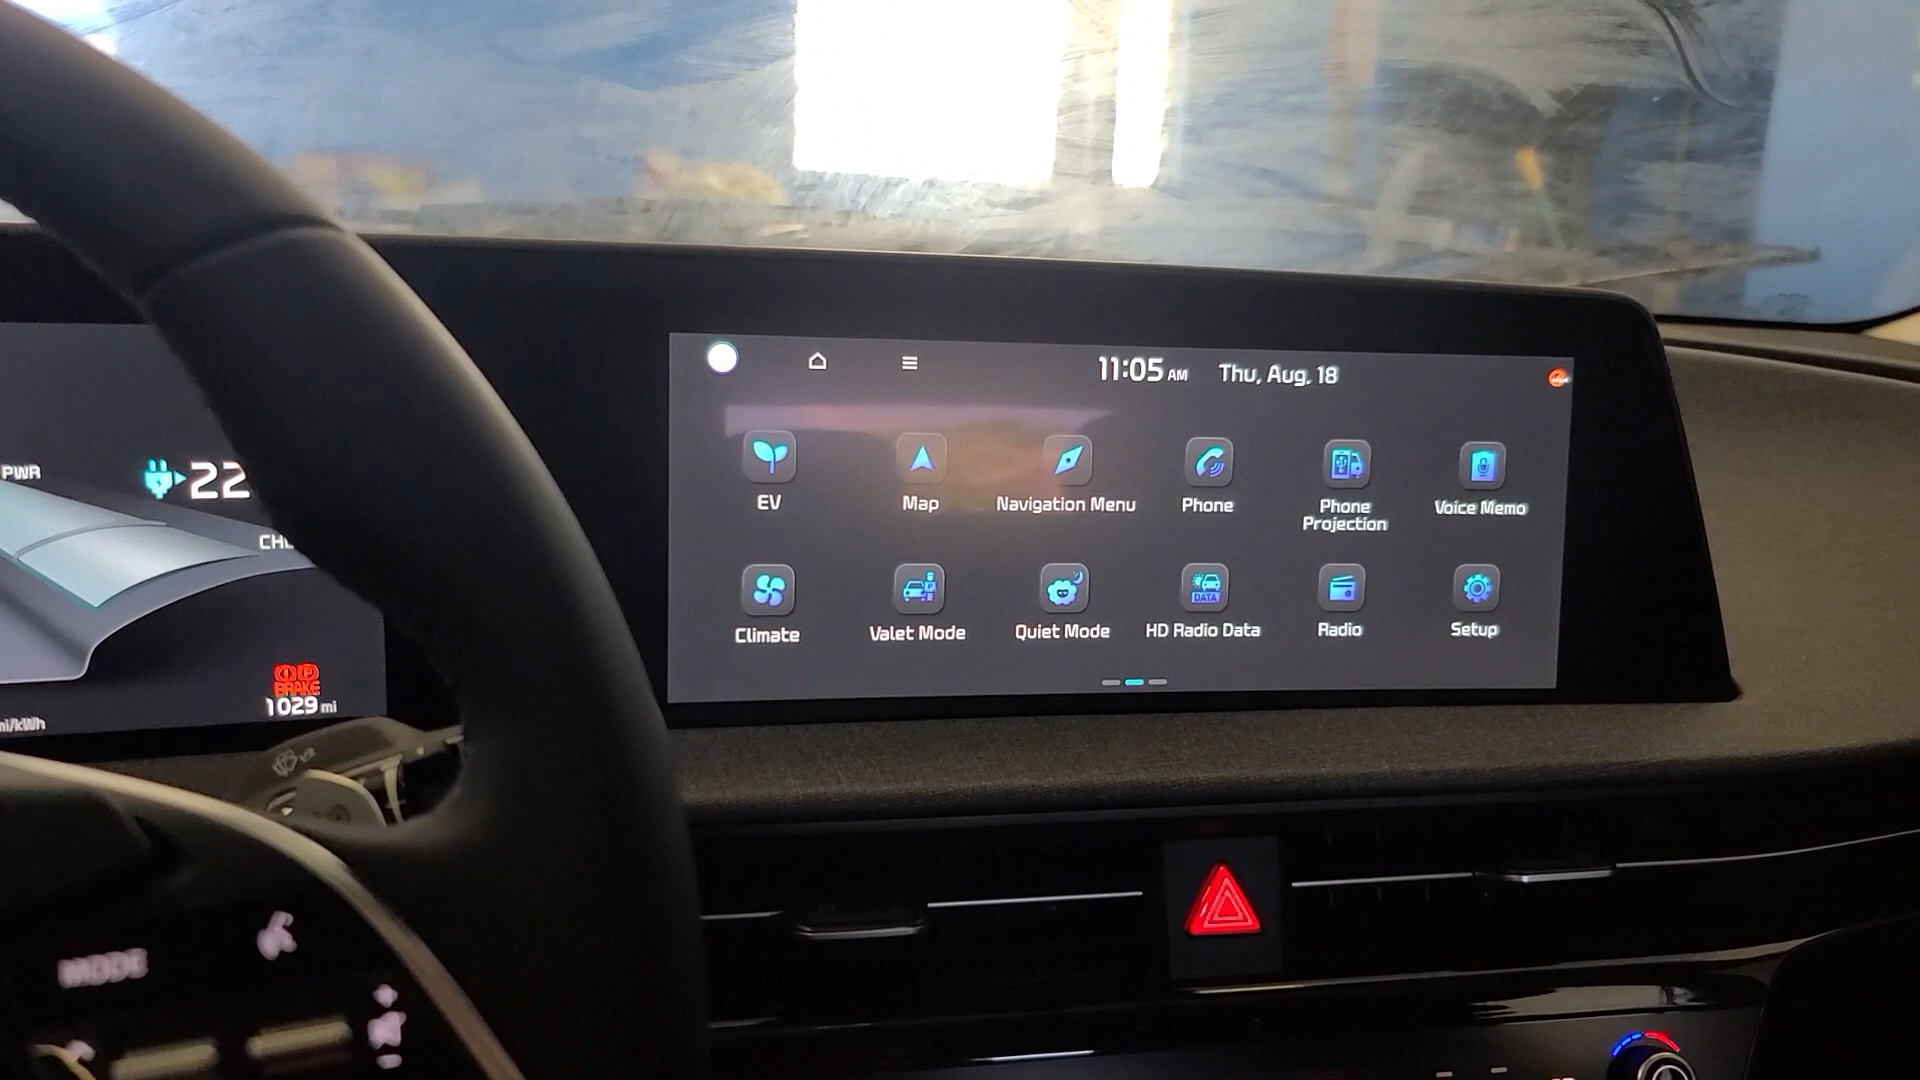 11:05 AM Thu, Aug. 18
EV
Map
Navigation Menu
Phone
Phone
Projection
Voice Memo
Climate
Valet Mode
Quiet Mode
DATA
HD Radio Data
Radio
Setup
PWR
22
BRAKE
1029 mi
mi/kWh
MODE